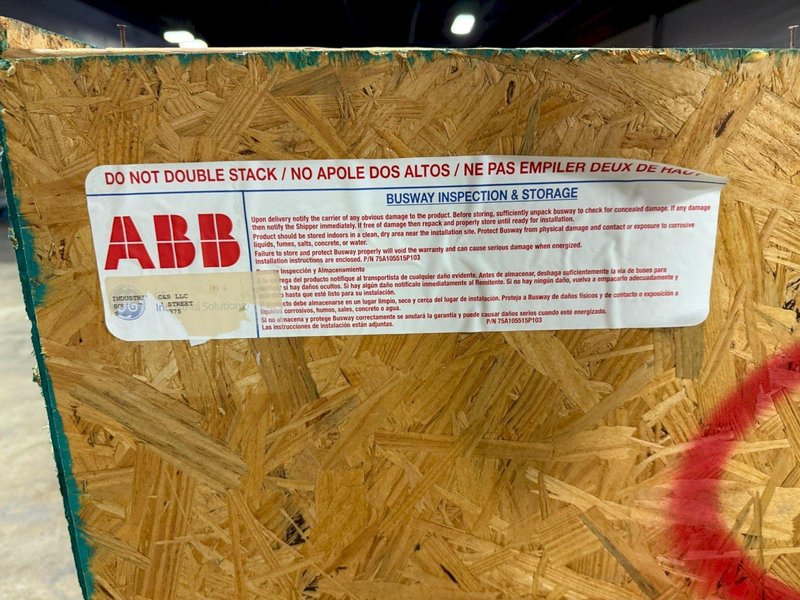 DO NOT DOUBLE STACK / NO APOLE DOS ALTOS / NE PAS EMPILER DEUX DE
BUSWAY INSPECTION & STORAGE
ABB
Upon delivery notify the carrier of any obvious damage to the product. Before storing, sufficiently unpack busway to check for concealed damage. If any damage
then notify the Shipper immediately. If free of damage then repack and properly store until ready for installation.
Product should be stored indoors in a clean, dry area near the installation site. Protect Busway from physical damage and contact or exposure to corrosive
liquids, fumes, salts, concrete, or water.
Failure to store and protect Busway properly will void the warranty and can cause serious damage when energized.
Installation instructions are enclosed. P/N 75A105515P103
Inspección y Almacenamiento
entrega del producto notifique al transportista de cualquier daño evidente. Antes de almacenar, deshaga suficientemente la vía de buses para
si hay daños ocultos. Si hay algún daño notifícalo inmediatamente al Remitente. Si no hay ningún daño, vuelva a empacarlo adecuadamente y
hasta que esté listo para su instalación.
producto debe almacenarse en un lugar limpio, seco y cerca del lugar de instalación. Proteja a Busway de daños físicos y de contacto o exposición a
líquidos corrosivos, humos, sales, concreto o agua.
Si no almacena y protege Busway correctamente se anulará la garantía y puede causar daños serios cuando esté energizado.
Las instrucciones de instalación están adjuntas. P/N 75A105515P103
C&S LLC
STREET
Solutions